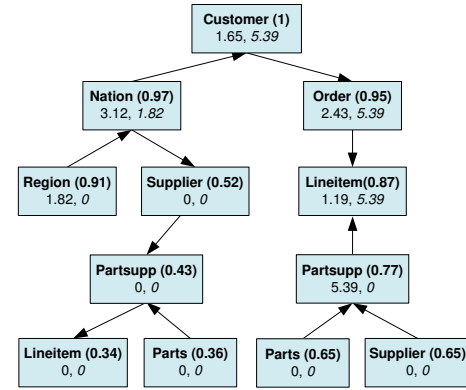 Customer (1)
1.65, 5.39
Nation (0.97)
3.12, 1.82
Order (0.95)
2.43, 5.39
Region (0.91)
1.82, 0
Supplier (0.52)
0, 0
Lineitem(0.87)
1.19, 5.39
Partsupp (0.43)
0, 0
Partsupp (0.77)
5.39, 0
Lineitem (0.34)
0, 0
Parts (0.36)
0, 0
Parts (0.65)
0, 0
Supplier (0.65)
0, 0